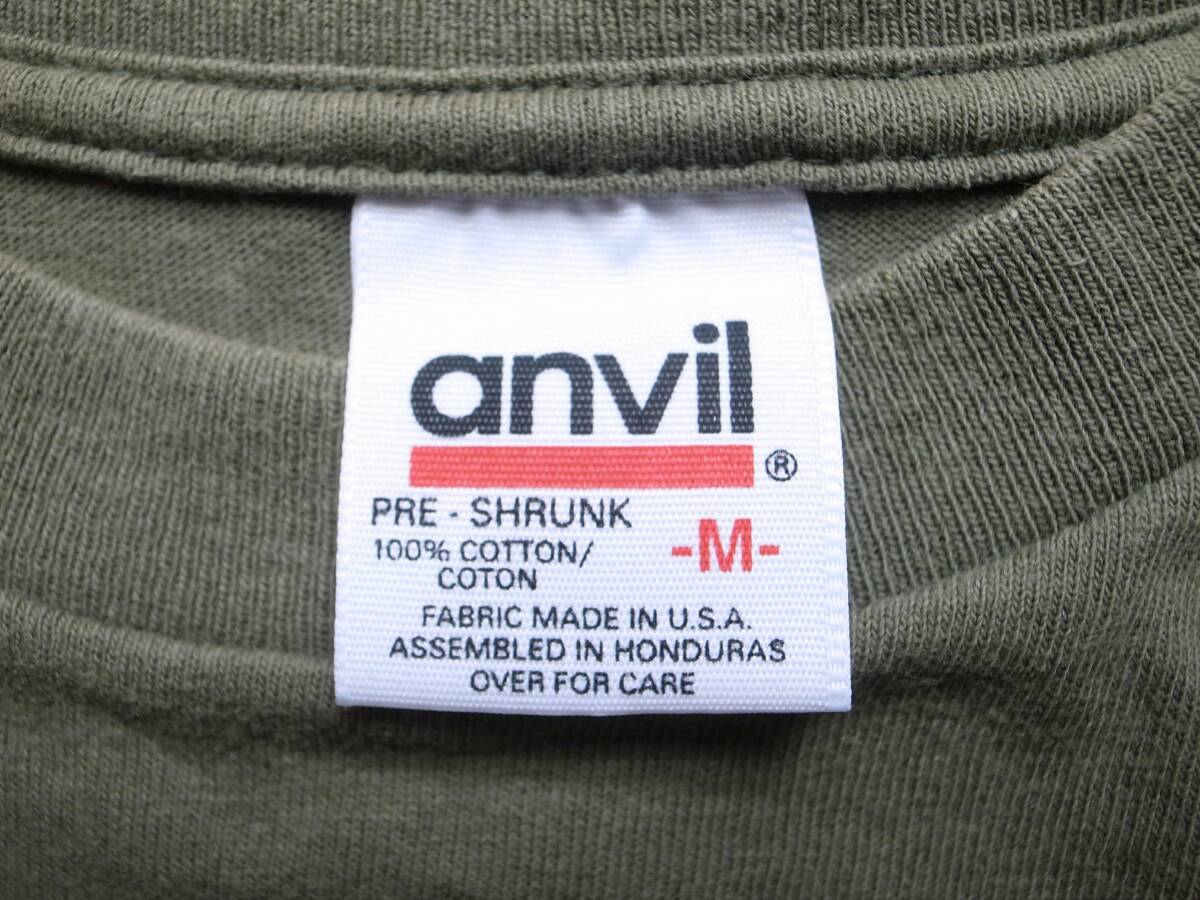 anvil®
PRE - SHRUNK
100% COTTON/
COTON
-M-
FABRIC MADE IN U.S.A.
ASSEMBLED IN HONDURAS
OVER FOR CARE